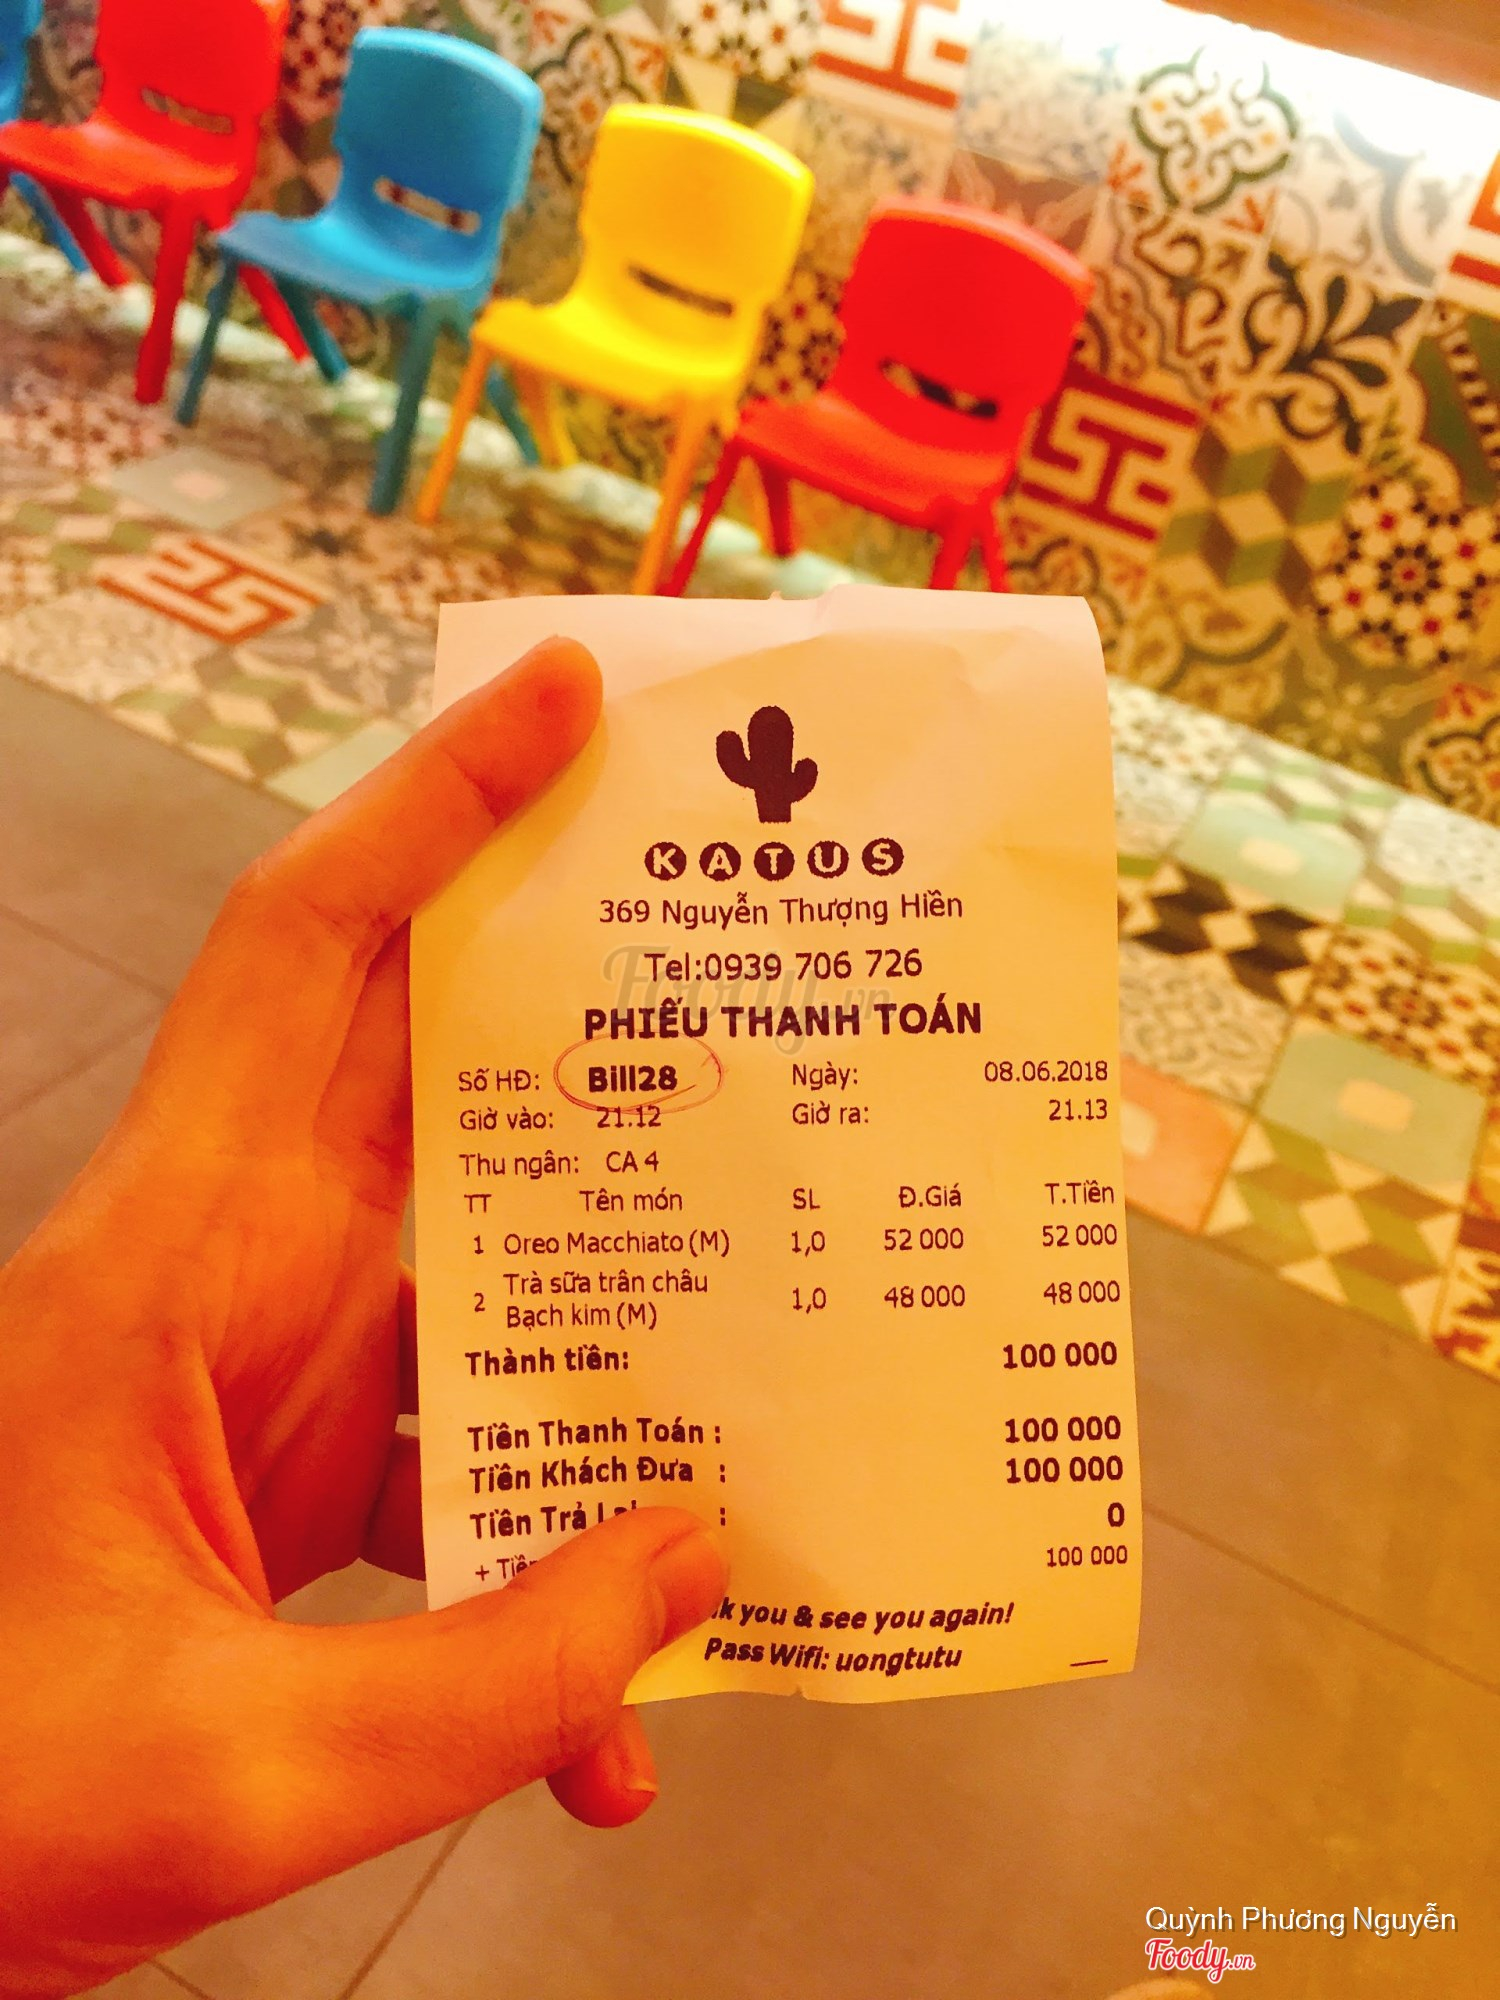 KATUS
369 Nguyễn Thượng Hiền
Tel:0939 706 726
PHIẾU THANH TOÁN
Số HĐ: Bill28 Ngày: 08.06.2018
Giờ vào: 21.12 Giờ ra: 21.13
Thu ngân: CA 4
TT Tên món SL Đ.Giá T.Tiền
1 Oreo Macchiato (M) 1,0 52 000 52 000
2 Trà sữa trân châu Bạch kim (M) 1,0 48 000 48 000
Thành tiền: 100 000
Tiền Thanh Toán : 100 000
Tiền Khách Đưa : 100 000
Tiền Trả : 0
+ 100 000
you & see you again!
Pass Wifi: uongtutu
Foody.vn
Quỳnh Phương Nguyễn
Foody.vn